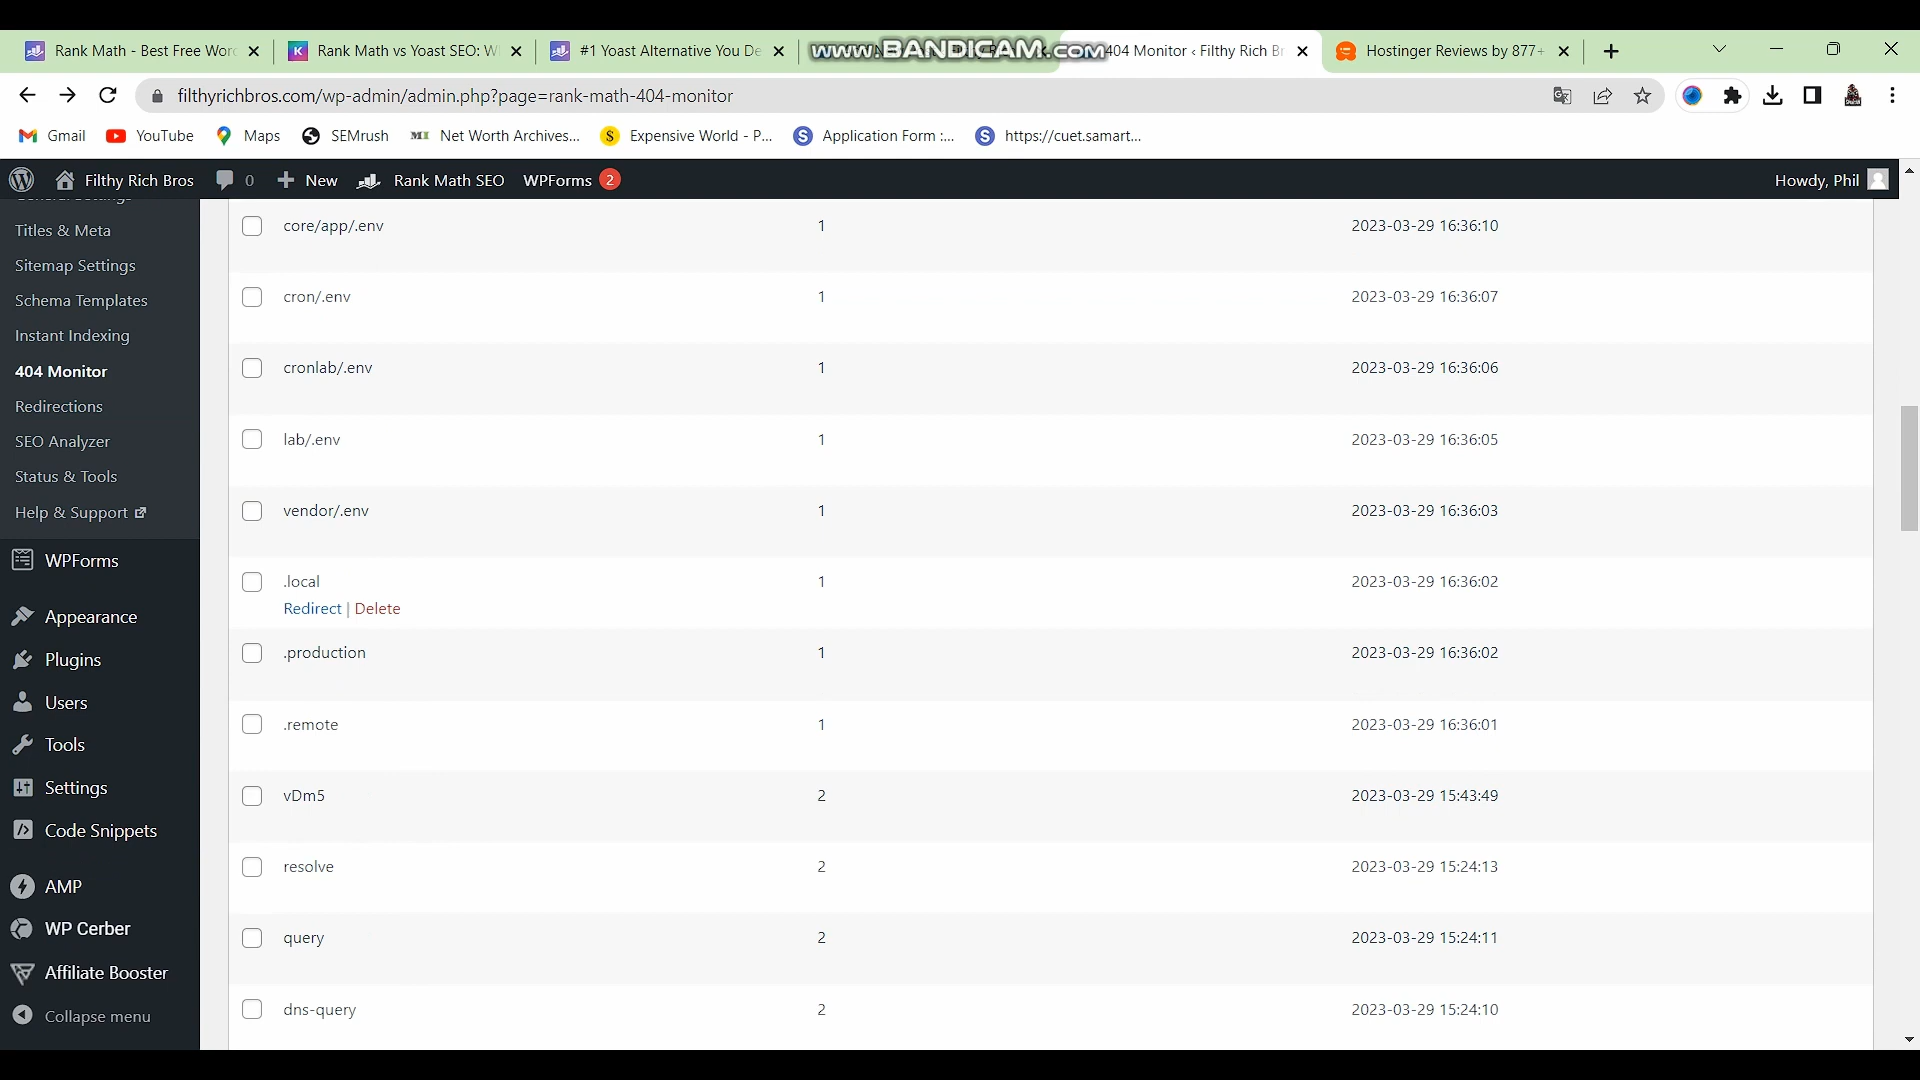 Rank Math - Best Free Wor
Rank Math vs Yoast SEO: W
#1 Yoast Alternative You De
www.BANDICAM.com
404 Monitor ‹ Filthy Rich Br
Hostinger Reviews by 877+
filthyrichbros.com/wp-admin/admin.php?page=rank-math-404-monitor
Gmail
YouTube
Maps
SEMrush
Net Worth Archives...
Expensive World - P...
Application Form :...
https://cuet.samart...
Filthy Rich Bros
0
New
Rank Math SEO
WPForms 2
Howdy, Phil
General Settings
Titles & Meta
Sitemap Settings
Schema Templates
Instant Indexing
404 Monitor
Redirections
SEO Analyzer
Status & Tools
Help & Support
WPForms
Appearance
Plugins
Users
Tools
Settings
Code Snippets
AMP
WP Cerber
Affiliate Booster
Collapse menu
core/app/.env 1 2023-03-29 16:36:10
cron/.env 1 2023-03-29 16:36:07
cronlab/.env 1 2023-03-29 16:36:06
lab/.env 1 2023-03-29 16:36:05
vendor/.env 1 2023-03-29 16:36:03
.local 1 2023-03-29 16:36:02
Redirect | Delete
.production 1 2023-03-29 16:36:02
.remote 1 2023-03-29 16:36:01
vDm5 2 2023-03-29 15:43:49
resolve 2 2023-03-29 15:24:13
query 2 2023-03-29 15:24:11
dns-query 2 2023-03-29 15:24:10